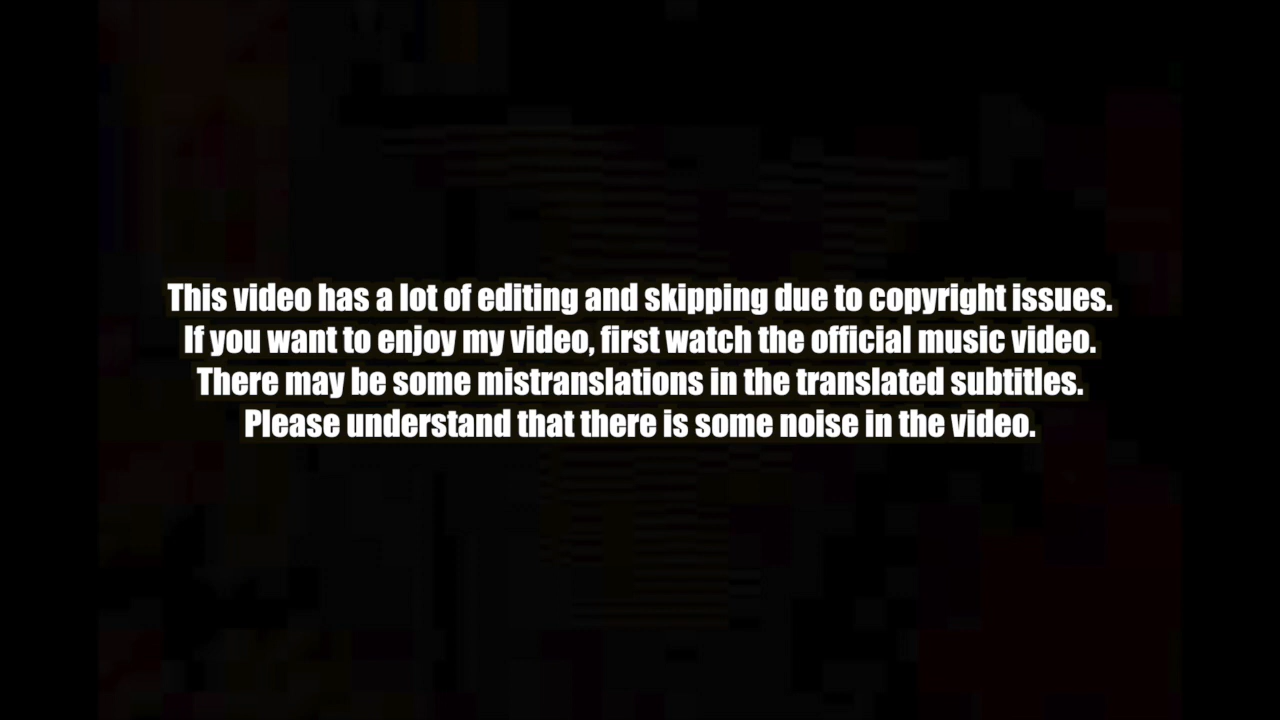 This video has a lot of editing and skipping due to copyright issues.
If you want to enjoy my video, first watch the official music video.
There may be some mistranslations in the translated subtitles.
Please understand that there is some noise in the video.